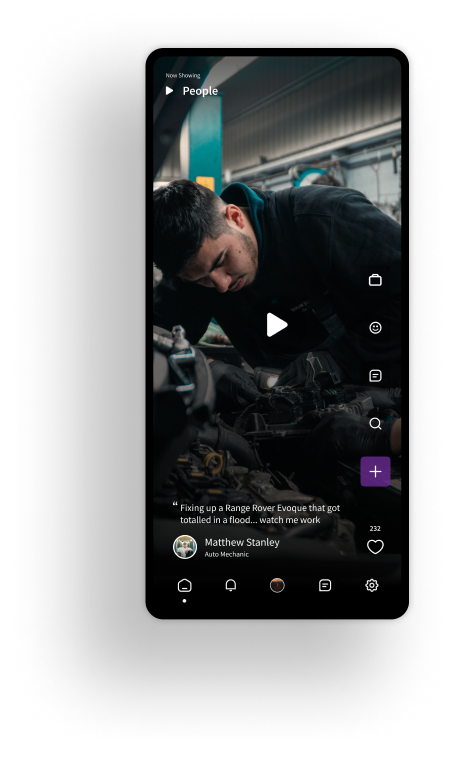 Now Showing
People
“ Fixing up a Range Rover Evoque that got
totalled in a flood... watch me work
232
Matthew Stanley
Auto Mechanic